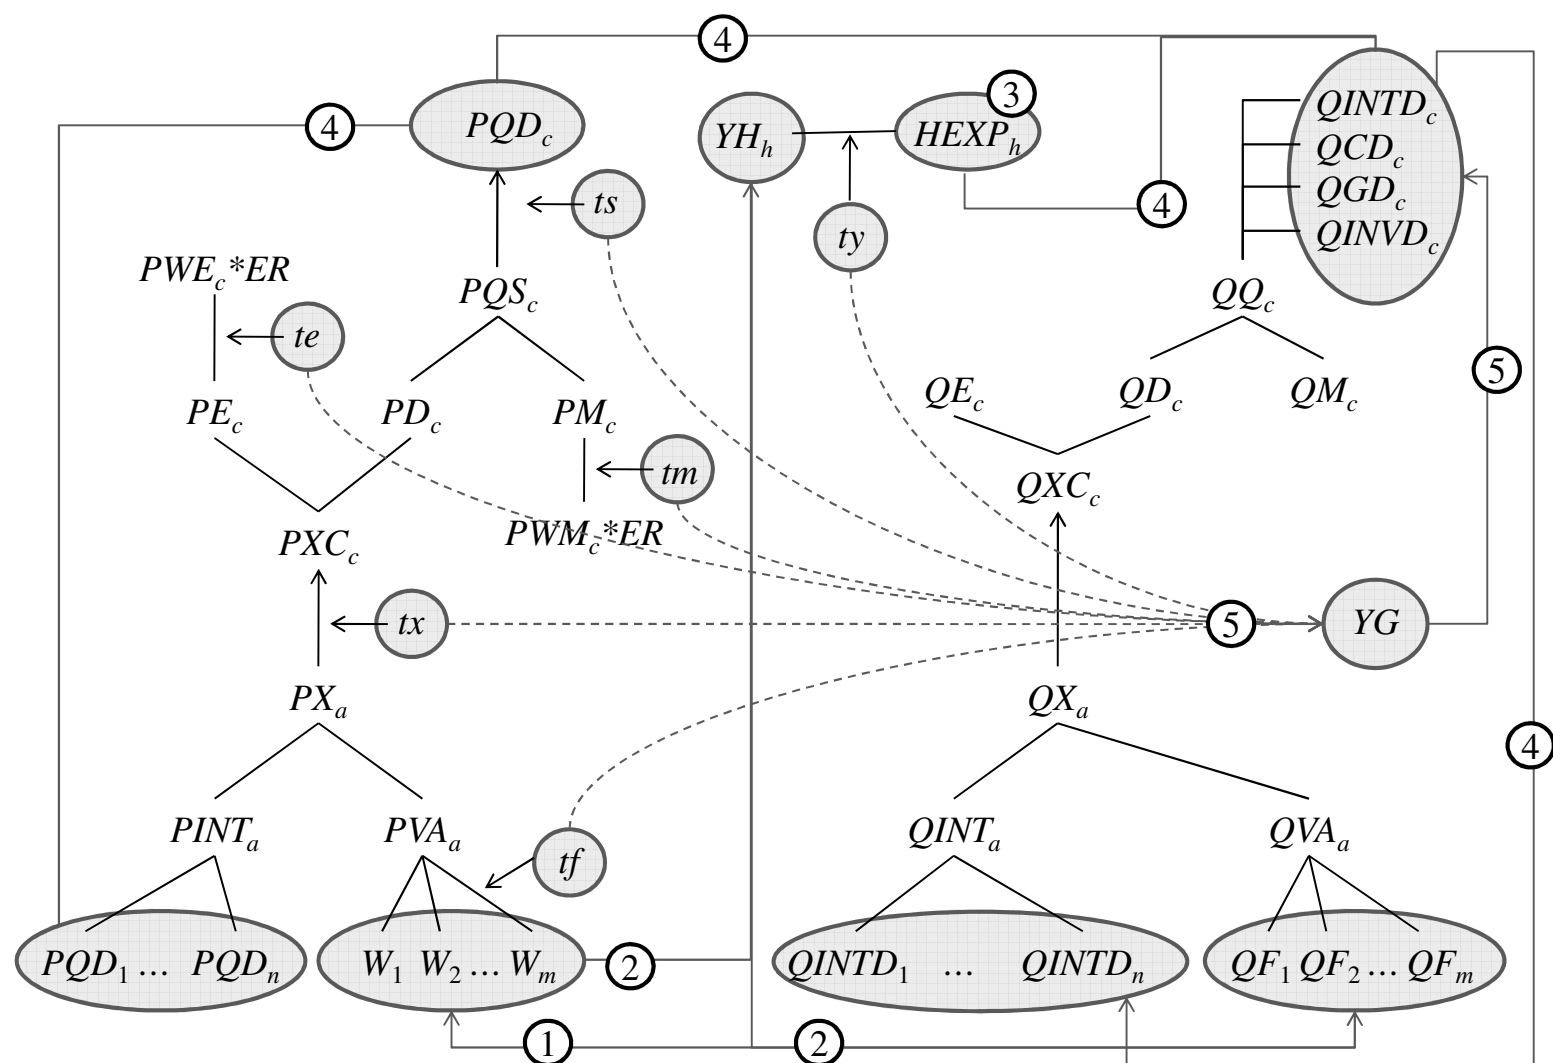 4
PQD_c
4
YH_h
HEXP_h
3
QINTD_c
QCD_c
QGD_c
QINVD_c
4
ts
ty
PWE_c*ER
te
PQS_c
QQ_c
5
PE_c
PD_c
PM_c
QE_c
QD_c
QM_c
tm
PWM_c*ER
PXC_c
QXC_c
tx
5
YG
PX_a
QX_a
4
PINT_a
PVA_a
tf
QINT_a
QVA_a
PQD_1 ... PQD_n
W_1 W_2 ... W_m
2
QINTD_1 ... QINTD_n
QF_1 QF_2 ... QF_m
1
2